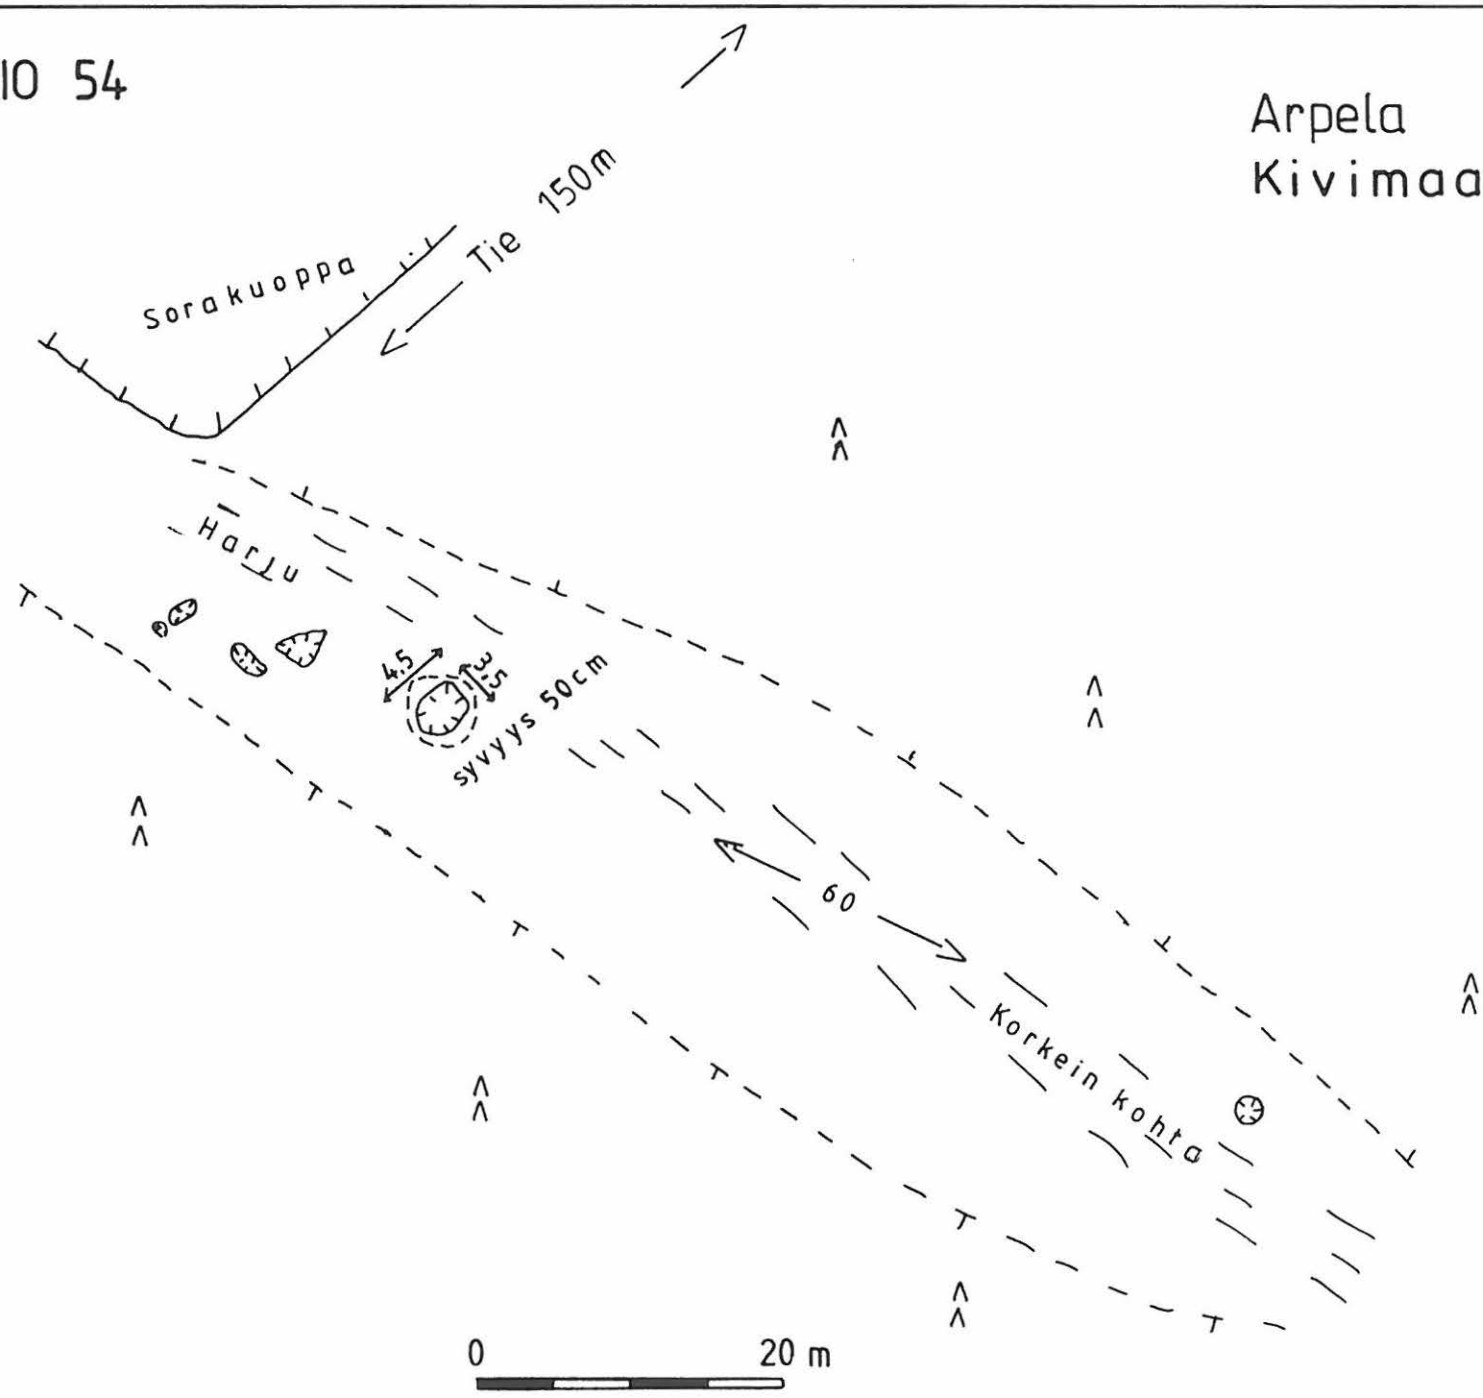 10 54
Arpela
Kivimaa
Tie 150m
Sorakuoppa
Harju
4,5
3,5
syvyys 50cm
60
Korkein kohta
0 20 m